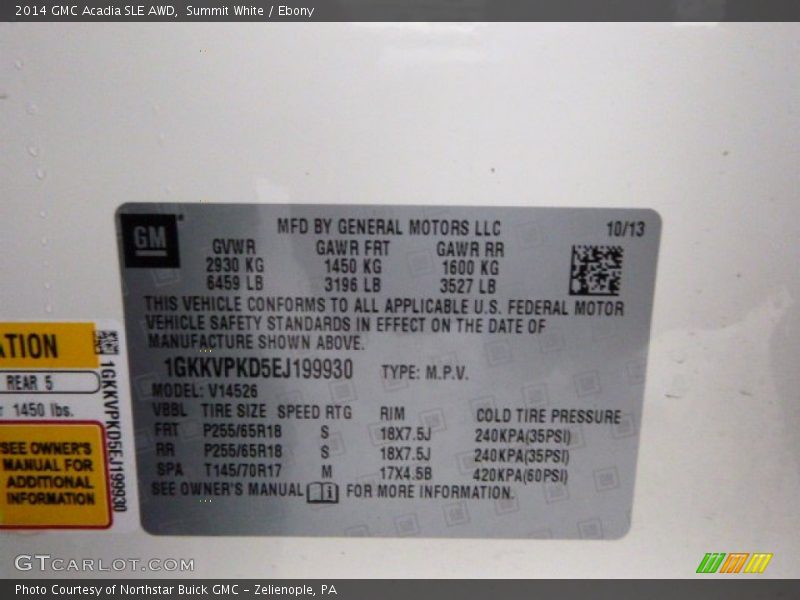 2014 GMC Acadia SLE AWD, Summit White / Ebony
GM
MFD BY GENERAL MOTORS LLC 10/13
GVWR GAWR FRT GAWR RR
2930 KG 1450 KG 1600 KG
6459 LB 3196 LB 3527 LB
THIS VEHICLE CONFORMS TO ALL APPLICABLE U.S. FEDERAL MOTOR
VEHICLE SAFETY STANDARDS IN EFFECT ON THE DATE OF
MANUFACTURE SHOWN ABOVE.
1GKKVPKD5EJ199930 TYPE: M.P.V.
MODEL: V14526
VBBL TIRE SIZE SPEED RTG RIM COLD TIRE PRESSURE
FRT P255/65R18 S 18X7.5J 240KPA(35PSI)
RR P255/65R18 S 18X7.5J 240KPA(35PSI)
SPA T145/70R17 M 17X4.5B 420KPA(60PSI)
SEE OWNER'S MANUAL i FOR MORE INFORMATION.
ATION
REAR 5
r 1450 lbs.
SEE OWNER'S
MANUAL FOR
ADDITIONAL
INFORMATION
1GKKVPKD5EJ199930
GTCARLOT.COM
Photo Courtesy of Northstar Buick GMC - Zelienople, PA